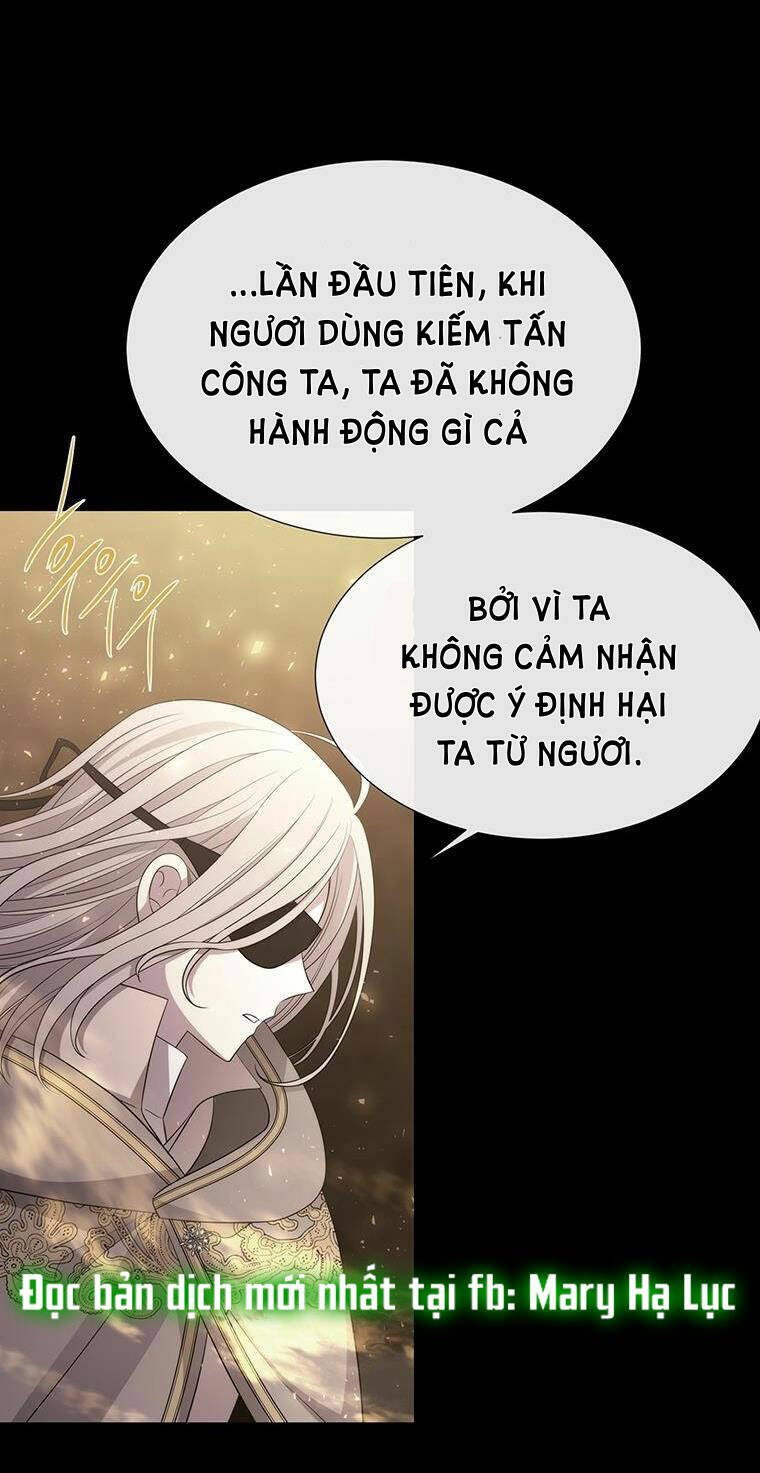 ...LẦN ĐẦU TIÊN, KHI
NGƯƠI DÙNG KIẾM TẤN
CÔNG TA, TA ĐÃ KHÔNG
HÀNH ĐỘNG GÌ CẢ
BỞI VÌ TA
KHÔNG CẢM NHẬN
ĐƯỢC Ý ĐỊNH HẠI
TA TỪ NGƯƠI.
Đọc bản dịch mới nhất tại fb: Mary Hạ Lục